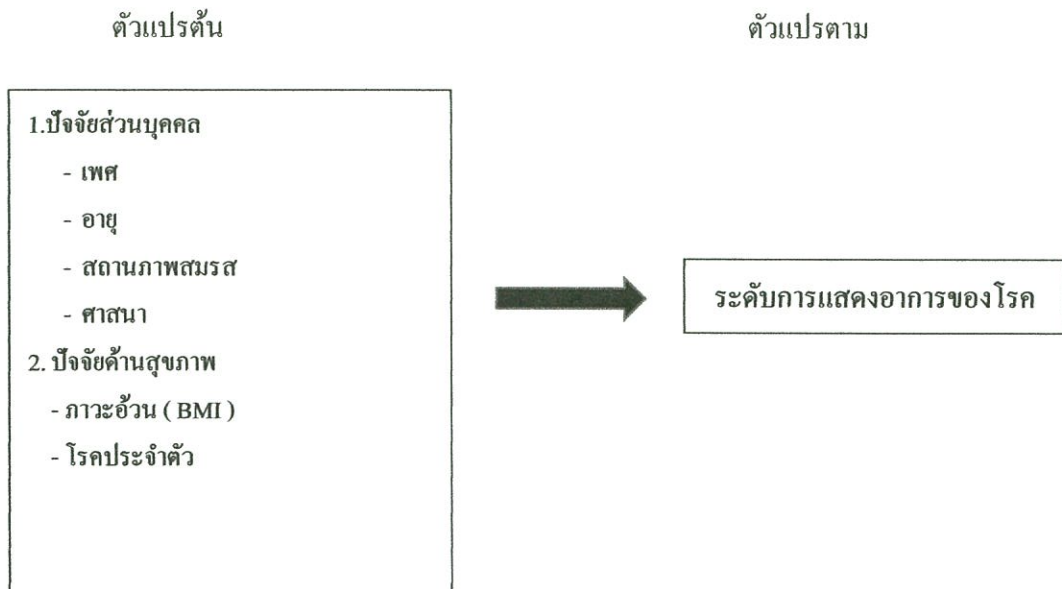 ตัวแปรต้น
ตัวแปรตาม
1.ปัจจัยส่วนบุคคล
- เพศ
- อายุ
- สถานภาพสมรส
- ศาสนา
2. ปัจจัยด้านสุขภาพ
- ภาวะอ้วน ( BMI )
- โรคประจำตัว
ระดับการแสดงอาการของโรค